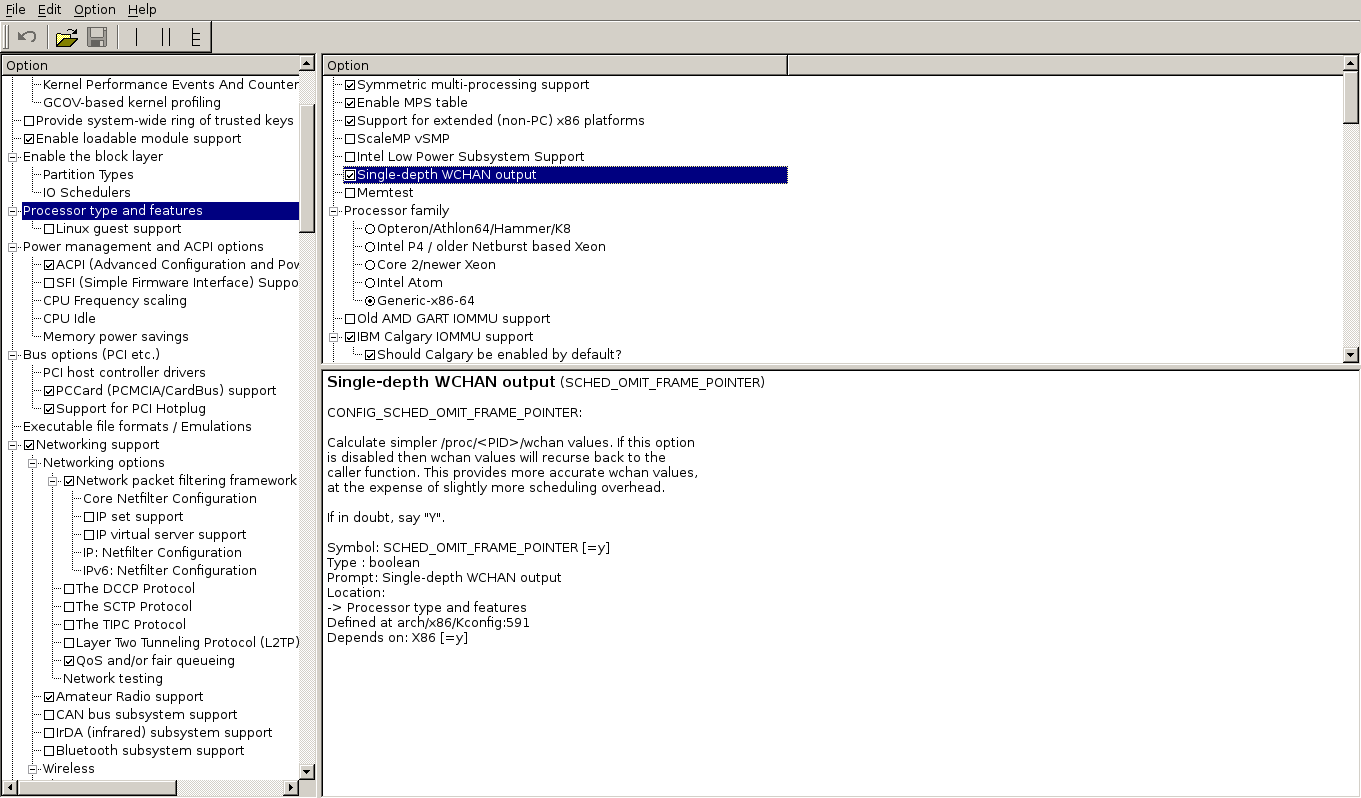 File Edit Option Help
Option
Kernel Performance Events And Counter
GCOV-based kernel profiling
Provide system-wide ring of trusted keys
Enable loadable module support
Enable the block layer
Partition Types
IO Schedulers
Processor type and features
Linux guest support
Power management and ACPI options
ACPI (Advanced Configuration and Pow
SFI (Simple Firmware Interface) Suppo
CPU Frequency scaling
CPU Idle
Memory power savings
Bus options (PCI etc.)
PCI host controller drivers
PCCard (PCMCIA/CardBus) support
Support for PCI Hotplug
Executable file formats / Emulations
Networking support
Networking options
Network packet filtering framework
Core Netfilter Configuration
IP set support
IP virtual server support
IP: Netfilter Configuration
IPv6: Netfilter Configuration
The DCCP Protocol
The SCTP Protocol
The TIPC Protocol
Layer Two Tunneling Protocol (L2TP)
QoS and/or fair queueing
Network testing
Amateur Radio support
CAN bus subsystem support
IrDA (infrared) subsystem support
Bluetooth subsystem support
Wireless
Option
Symmetric multi-processing support
Enable MPS table
Support for extended (non-PC) x86 platforms
ScaleMP vSMP
Intel Low Power Subsystem Support
Single-depth WCHAN output
Memtest
Processor family
Opteron/Athlon64/Hammer/K8
Intel P4 / older Netburst based Xeon
Core 2/newer Xeon
Intel Atom
Generic-x86-64
Old AMD GART IOMMU support
IBM Calgary IOMMU support
Should Calgary be enabled by default?
Single-depth WCHAN output (SCHED_OMIT_FRAME_POINTER)
CONFIG_SCHED_OMIT_FRAME_POINTER:
Calculate simpler /proc/<PID>/wchan values. If this option
is disabled then wchan values will recurse back to the
caller function. This provides more accurate wchan values,
at the expense of slightly more scheduling overhead.
If in doubt, say "Y".
Symbol: SCHED_OMIT_FRAME_POINTER [=y]
Type : boolean
Prompt: Single-depth WCHAN output
Location:
-> Processor type and features
Defined at arch/x86/Kconfig:591
Depends on: X86 [=y]